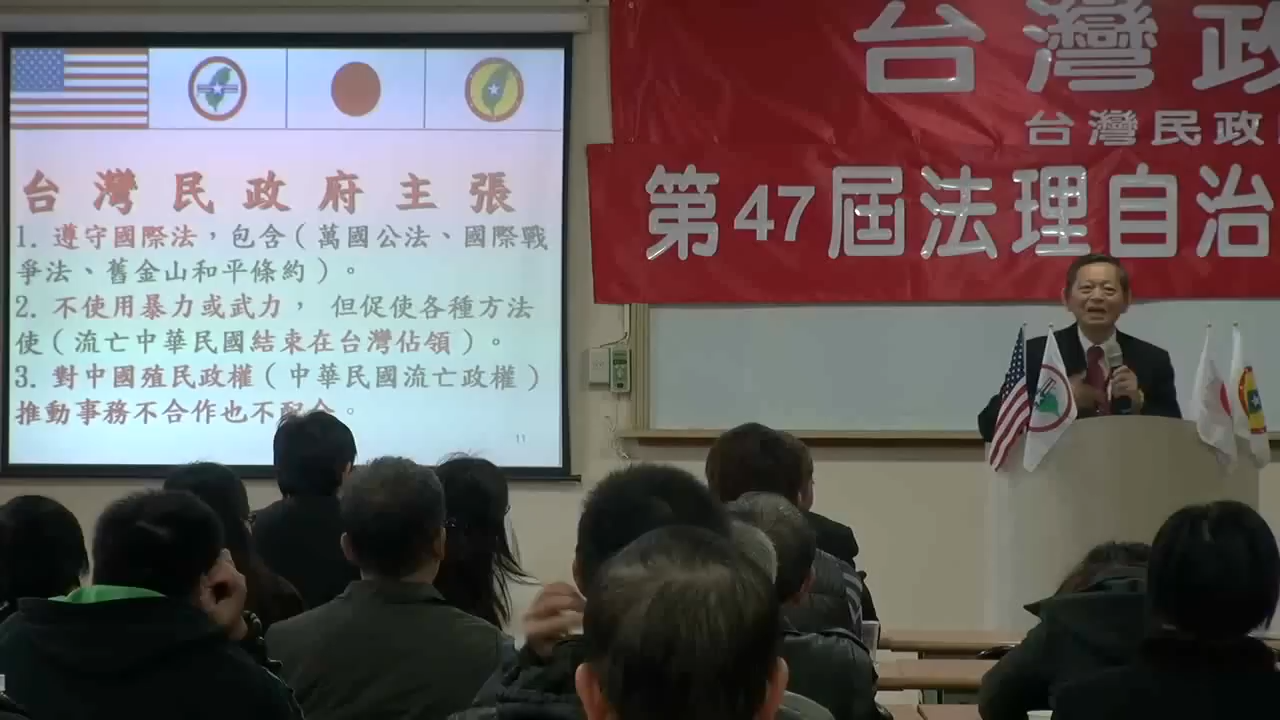 台灣民政府主張
1. 遵守國際法，包含（萬國公法、國際戰
爭法、舊金山和平條約）。
2. 不使用暴力或武力， 但促使各種方法
使（流亡中華民國結束在台灣佔領）。
3. 對中國殖民政權（中華民國流亡政權）
推動事務不合作也不配合。
11
台灣政
台灣民政
第47屆法理自治